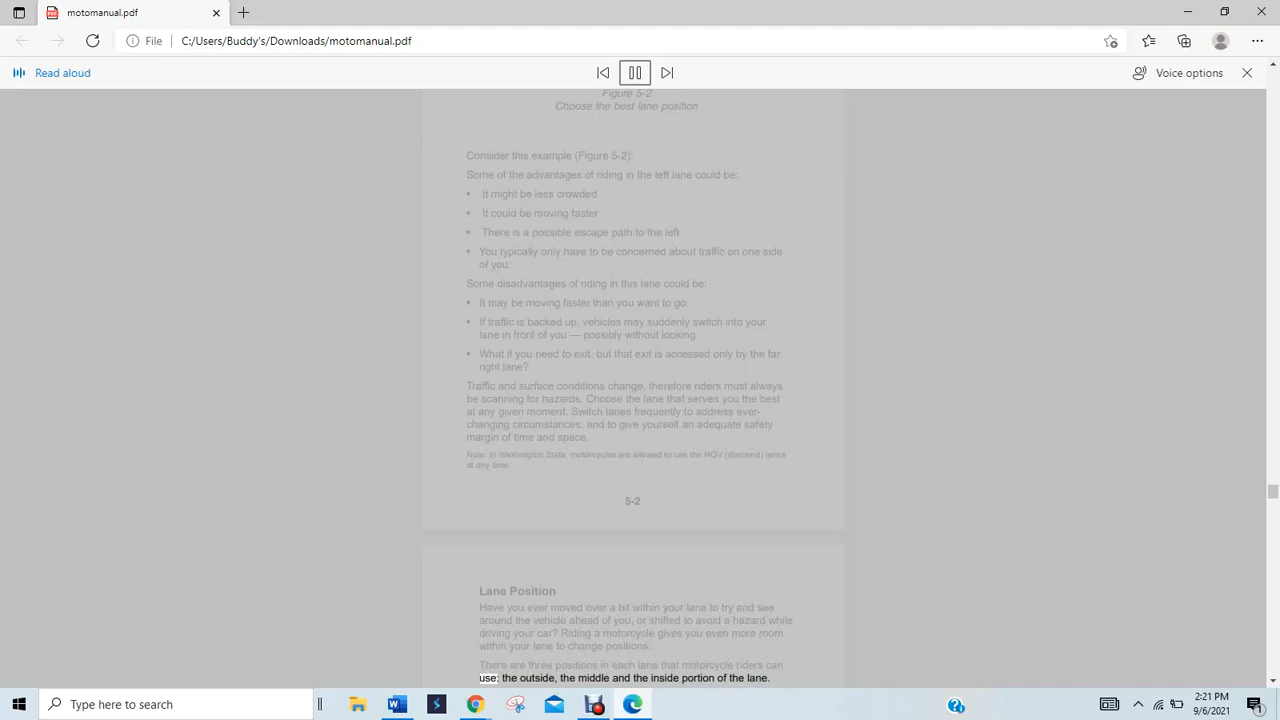 motomanual.pdf
File
C:/Users/Buddy's/Downloads/motomanual.pdf
Read aloud
Voice options
Figure 5-2
Choose the best lane position
Consider this example (Figure 5-2):
Some of the advantages of riding in the left lane could be:
• It might be less crowded
• It could be moving faster
• There is a possible escape path to the left
• You typically only have to be concerned about traffic on one side
of you.
Some disadvantages of riding in this lane could be:
• It may be moving faster than you want to go.
• If traffic is backed up, vehicles may suddenly switch into your
lane in front of you — possibly without looking.
• What if you need to exit, but that exit is accessed only by the far
right lane?
Traffic and surface conditions change, therefore riders must always
be scanning for hazards. Choose the lane that serves you the best
at any given moment. Switch lanes frequently to address ever-
changing circumstances, and to give yourself an adequate safety
margin of time and space.
Note: In Washington State, motorcycles are allowed to use the HOV (diamond) lanes
at any time.
5-2
Lane Position
Have you ever moved over a bit within your lane to try and see
around the vehicle ahead of you, or shifted to avoid a hazard while
driving your car? Riding a motorcycle gives you even more room
within your lane to change positions.
There are three positions in each lane that motorcycle riders can
use: the outside, the middle and the inside portion of the lane.
Type here to search
2:21 PM
9/6/2021